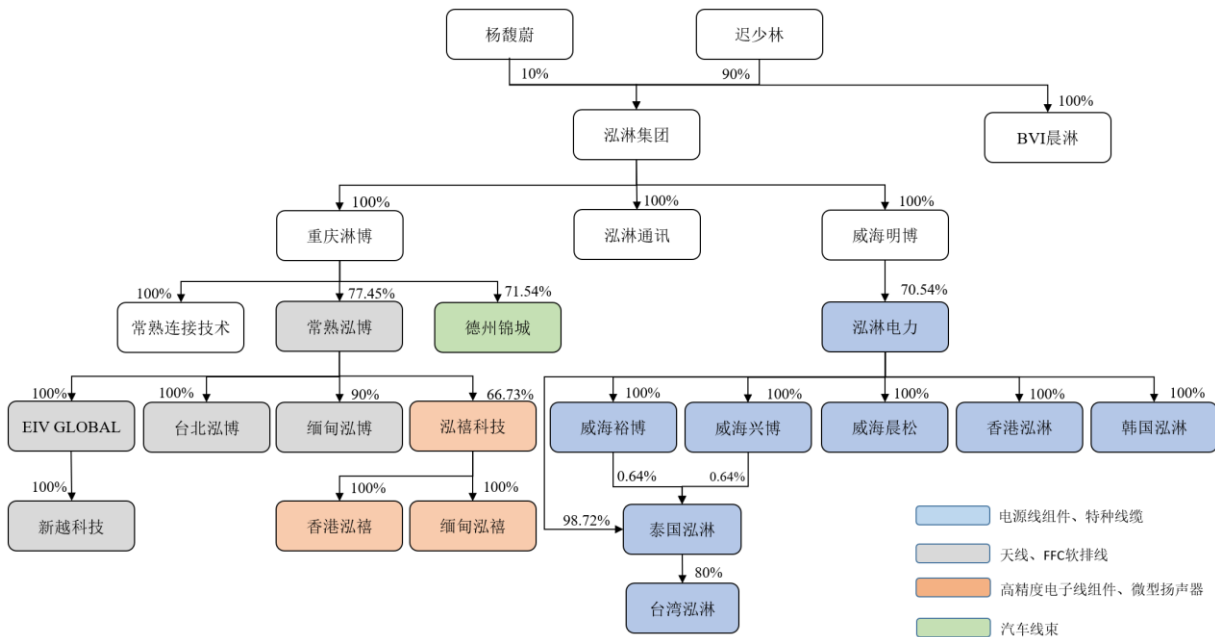 杨馥蔚
迟少林
10%
90%
100%
泓淋集团
BVI晨淋
100%
100%
100%
重庆淋博
泓淋通讯
威海明博
100%
77.45%
71.54%
70.54%
常熟连接技术
常熟泓博
德州锦城
泓淋电力
100%
100%
90%
66.73%
100%
100%
100%
100%
100%
EIV GLOBAL
台北泓博
缅甸泓博
泓禧科技
威海裕博
威海兴博
威海晨松
香港泓淋
韩国泓淋
100%
100%
100%
0.64%
0.64%
新越科技
香港泓禧
缅甸泓禧
98.72%
泰国泓淋
80%
台湾泓淋
电源线组件、特种线缆
天线、FFC软排线
高精度电子线组件、微型扬声器
汽车线束